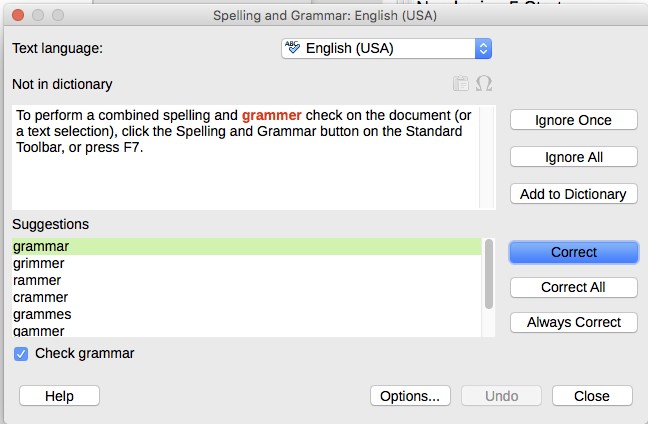 Spelling and Grammar: English (USA)
Text language:
ABC
English (USA)
Not in dictionary
Ω
To perform a combined spelling and grammer check on the document (or
a text selection), click the Spelling and Grammar button on the Standard
Toolbar, or press F7.
Ignore Once
Ignore All
Add to Dictionary
Suggestions
grammar
grimmer
rammer
crammer
grammes
gammer
Correct
Correct All
Always Correct
Check grammar
Help
Options...
Undo
Close